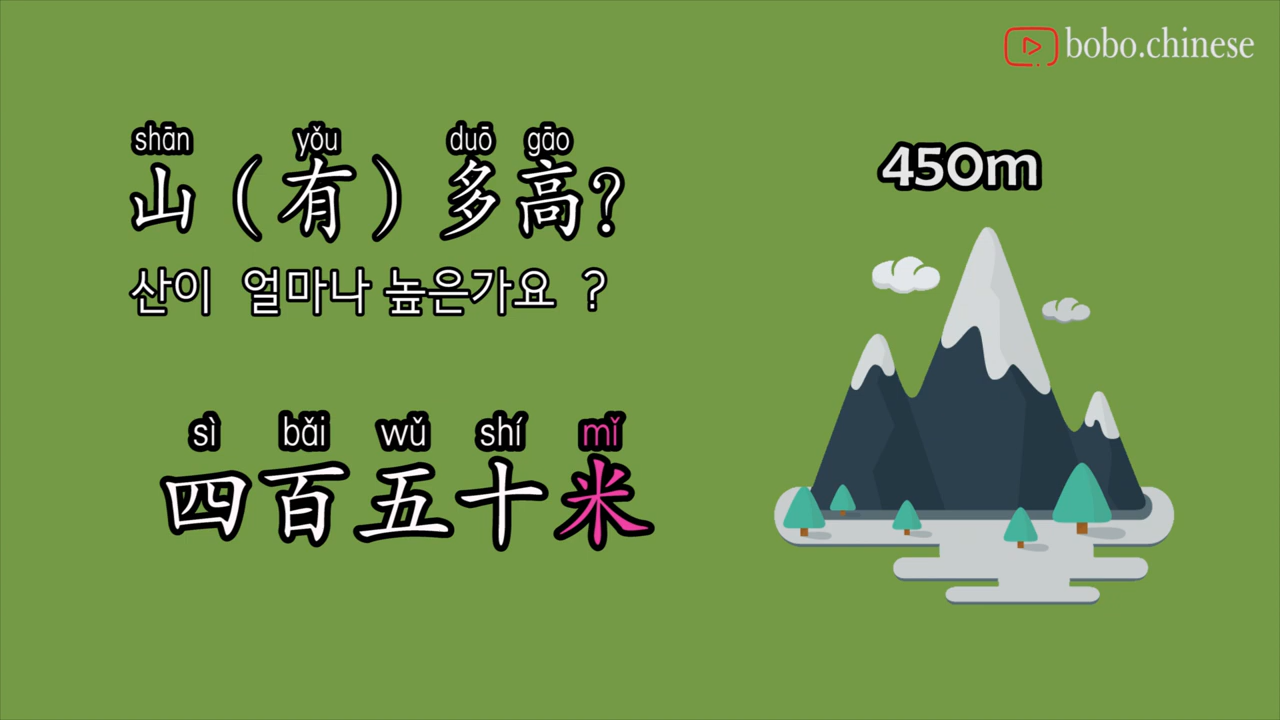 bobo.chinese
shān yǒu duō gāo
山（有）多高?
산이 얼마나 높은가요 ?
450m
sì bǎi wǔ shí mǐ
四百五十米